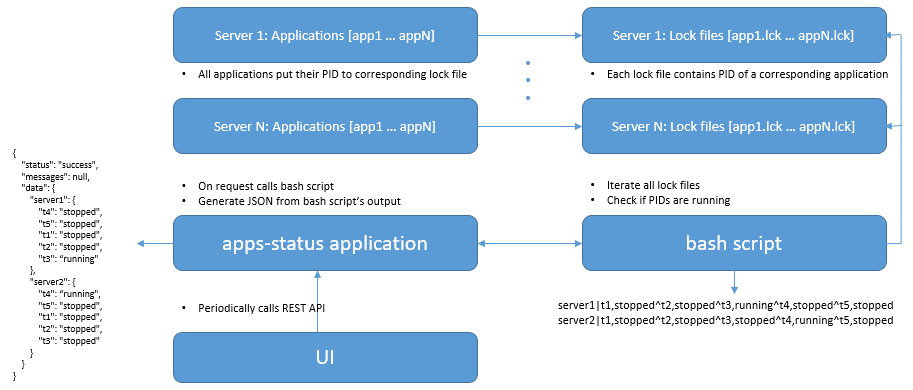 Server 1: Applications [app1 ... appN]
Server 1: Lock files [app1.lck ... appN.lck]
• All applications put their PID to corresponding lock file
• Each lock file contains PID of a corresponding application
Server N: Applications [app1 ... appN]
Server N: Lock files [app1.lck ... appN.lck]
{
"status": "success",
"messages": null,
"data": {
"server1": {
"t4": "stopped",
"t5": "stopped",
"t1": "stopped",
"t2": "stopped",
"t3": "running"
},
"server2": {
"t4": "running",
"t5": "stopped",
"t1": "stopped",
"t2": "stopped",
"t3": "stopped"
}
}
}
• On request calls bash script
• Generate JSON from bash script's output
• Iterate all lock files
• Check if PIDs are running
apps-status application
bash script
• Periodically calls REST API
server1|t1,stopped^t2,stopped^t3,running^t4,stopped^t5,stopped
server2|t1,stopped^t2,stopped^t3,stopped^t4,running^t5,stopped
UI